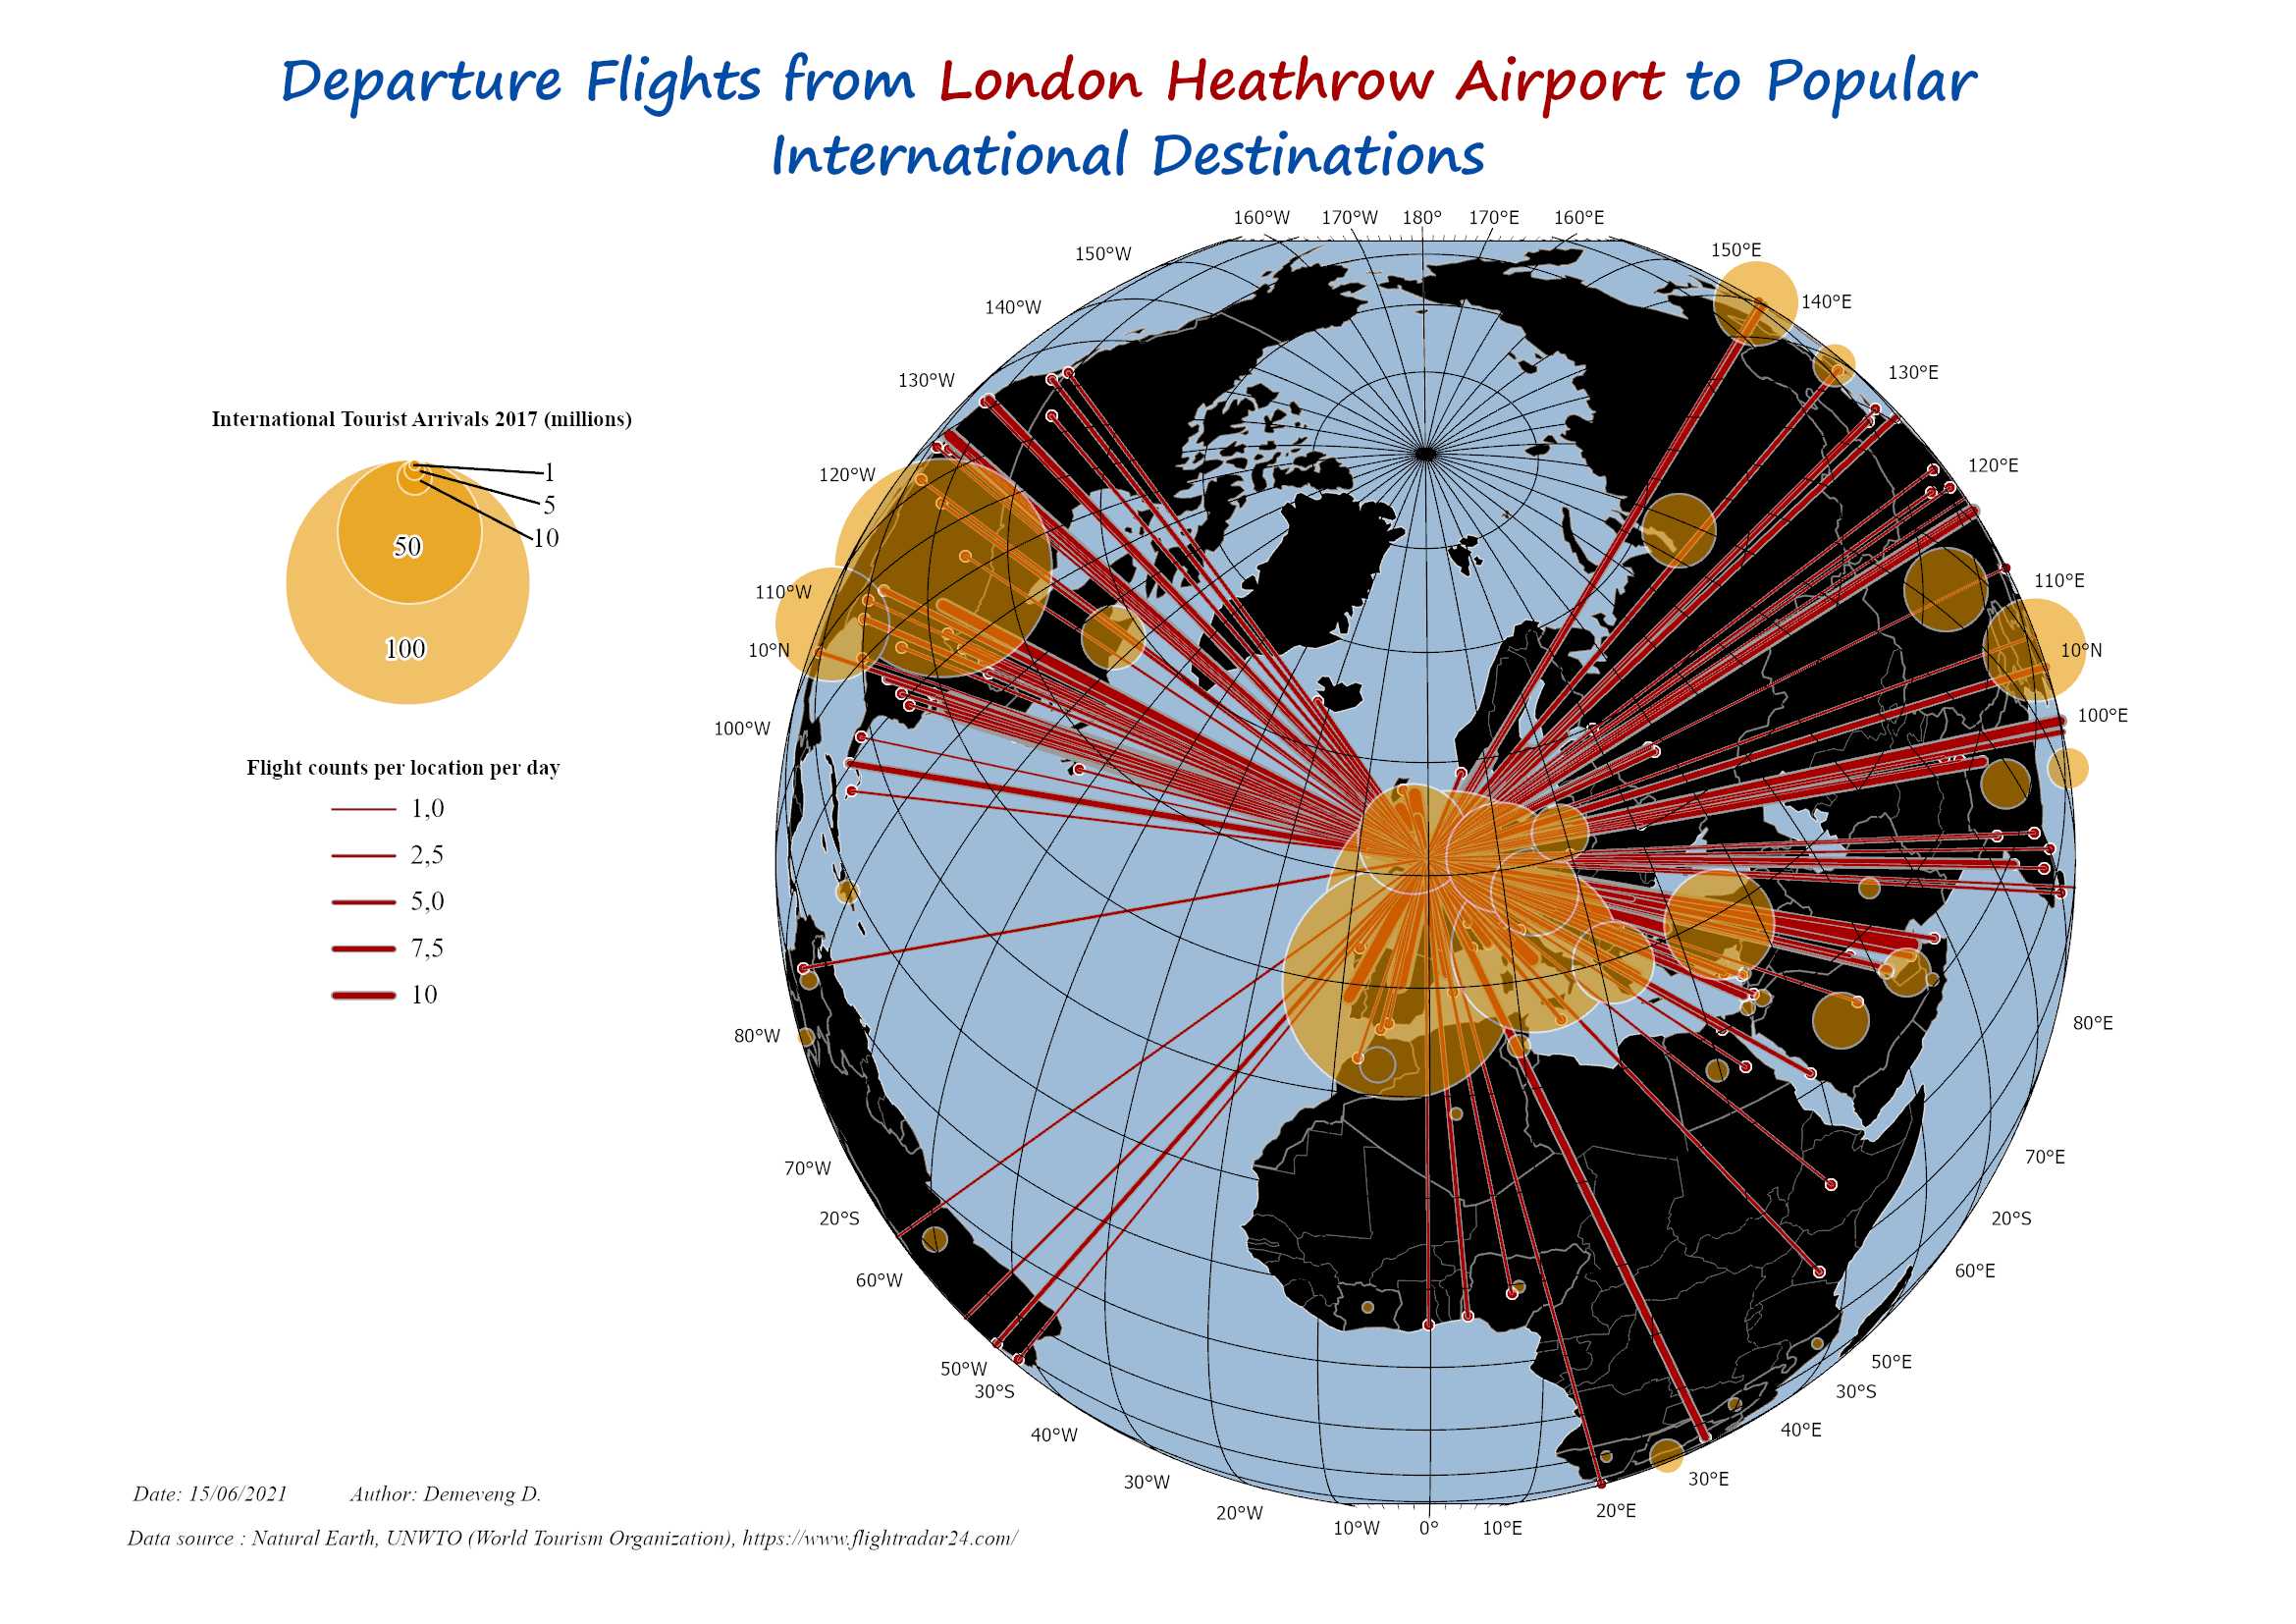 Departure Flights from London Heathrow Airport to Popular
International Destinations
160°W 170°W 180° 170°E 160°E
150°W 150°E
140°W 140°E
130°W 130°E
120°W 120°E
110°W 110°E
10°N 10°N
100°W 100°E
80°W 80°E
70°W 70°E
20°S 20°S
60°W 60°E
50°W 50°E
30°S 30°S
40°W 40°E
30°W 30°E
20°W 20°E
10°W 0° 10°E
International Tourist Arrivals 2017 (millions)
1
5
10
50
100
Flight counts per location per day
1,0
2,5
5,0
7,5
10
Date: 15/06/2021 Author: Demeveng D.
Data source : Natural Earth, UNWTO (World Tourism Organization), https://www.flightradar24.com/